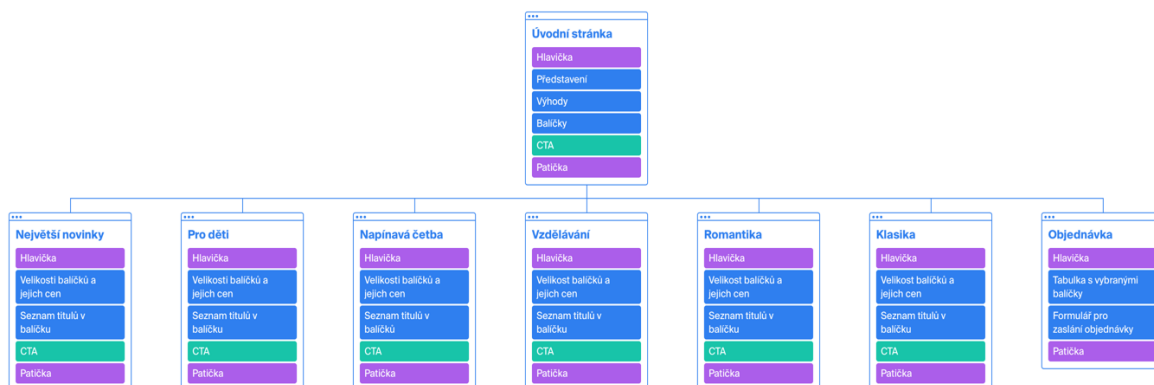 Úvodní stránka
Hlavička
Představení
Výhody
Balíčky
CTA
Patička
Největší novinky
Hlavička
Velikosti balíčků a
jejich cen
Seznam titulů v
balíčku
CTA
Patička
Pro děti
Hlavička
Velikosti balíčků a
jejich cen
Seznam titulů v
balíčku
CTA
Patička
Napínavá četba
Hlavička
Velikosti balíčků a
jejich cen
Seznam titulů v
balíčků
CTA
Patička
Vzdělávání
Hlavička
Velikost balíčků a
jejich cen
Seznam titulů v
balíčku
CTA
Patička
Romantika
Hlavička
Velikost balíčků a
jejich cen
Seznam titulů v
balíčku
CTA
Patička
Klasika
Hlavička
Velikost balíčků a
jejich cen
Seznam titulů v
balíčku
CTA
Patička
Objednávka
Hlavička
Tabulka s vybranými
balíčky
Formulář pro
zaslání objednávky
Patička